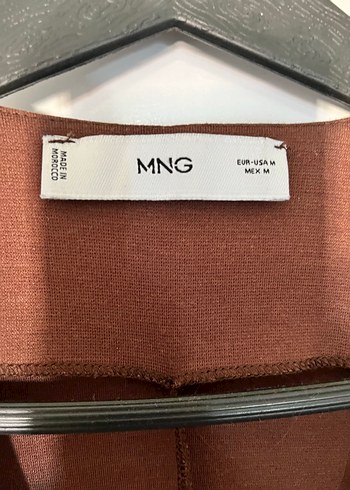 MADE IN
MOROCCO
MNG
EUR-USA M
MEX M